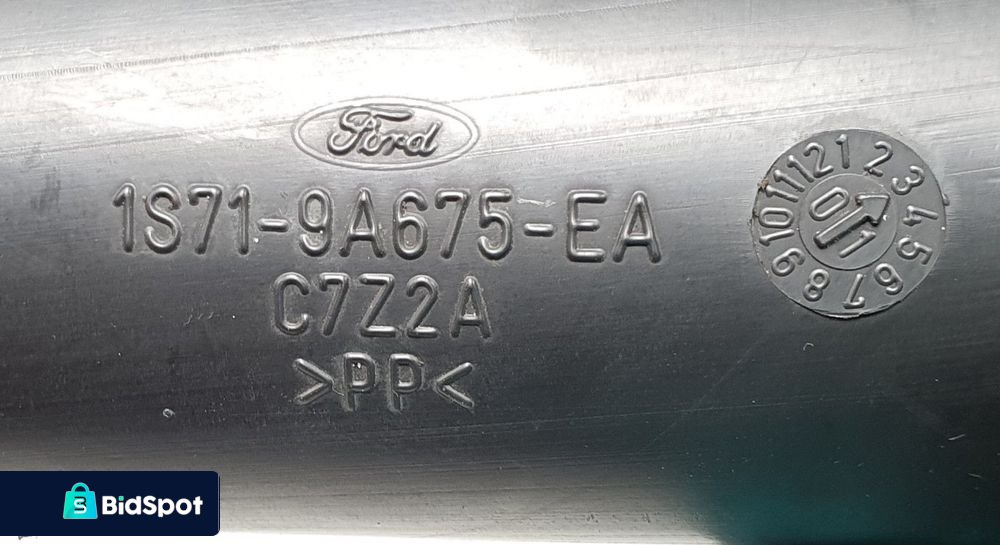 Ford
1S71-9A675-EA
C7Z2A
>PP<
1 2 3 4 5 6 7 8 9 10 11 12
01
BidSpot